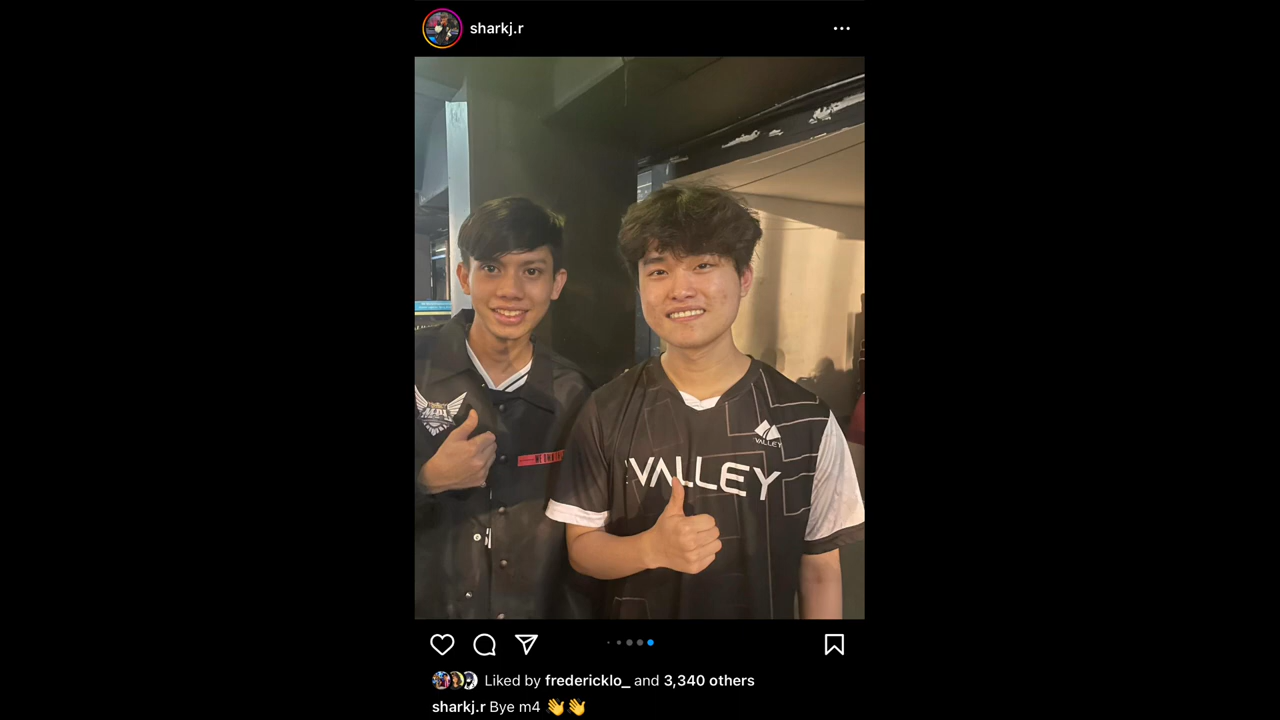 sharkj.r
VALLEY
VALLEY
Liked by fredericklo_ and 3,340 others
sharkj.r Bye m4 👋👋